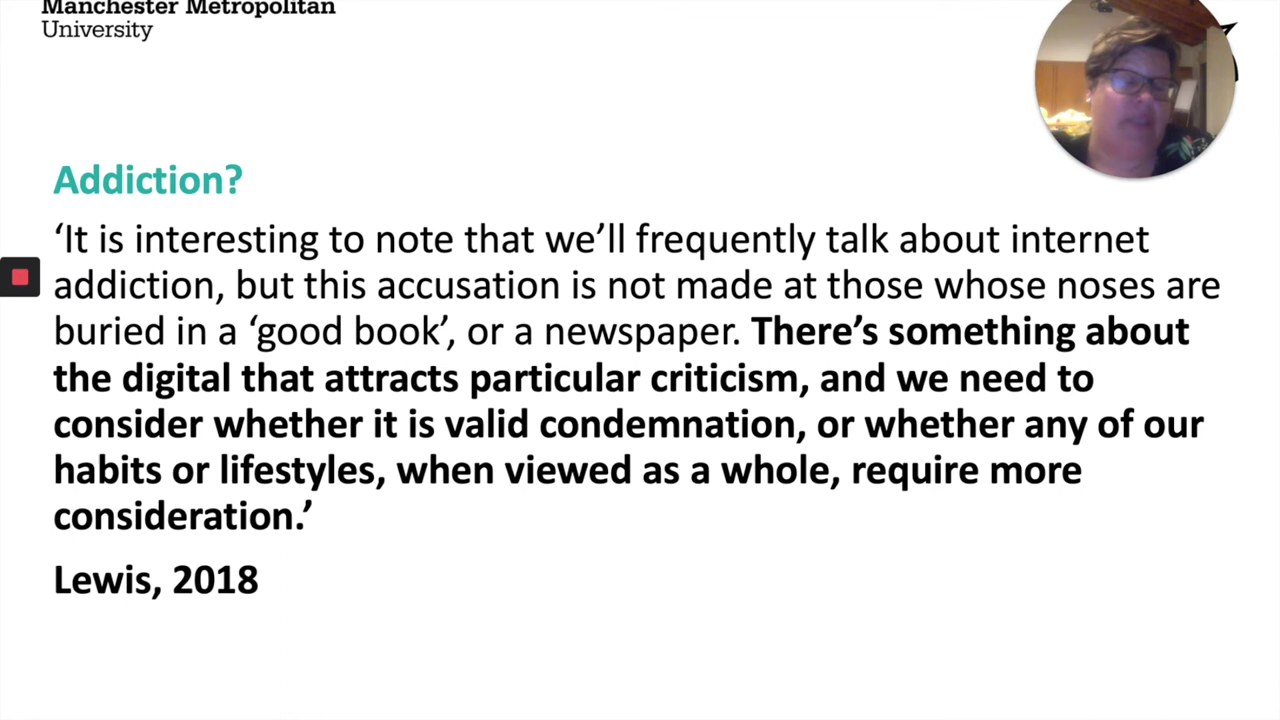 Manchester Metropolitan
University
Addiction?
‘It is interesting to note that we’ll frequently talk about internet
addiction, but this accusation is not made at those whose noses are
buried in a ‘good book’, or a newspaper. There’s something about
the digital that attracts particular criticism, and we need to
consider whether it is valid condemnation, or whether any of our
habits or lifestyles, when viewed as a whole, require more
consideration.’
Lewis, 2018